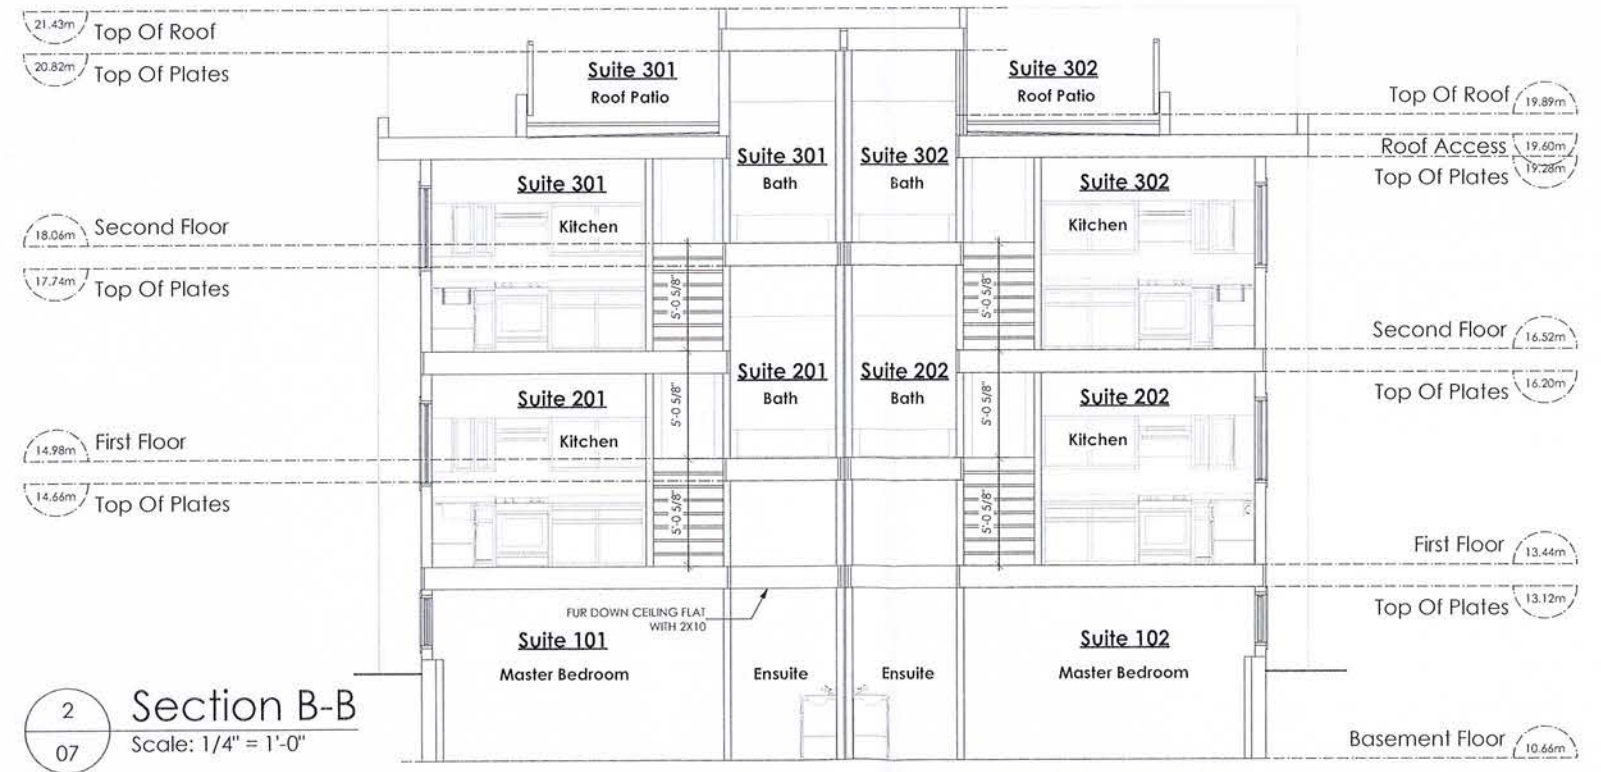 21.43m Top Of Roof
20.82m Top Of Plates
Suite 301
Roof Patio
Suite 302
Roof Patio
Top Of Roof 19.89m
Roof Access 19.60m
Top Of Plates 19.28m
Suite 301
Bath
Suite 302
Bath
Suite 301
Kitchen
Suite 302
Kitchen
18.06m Second Floor
17.74m Top Of Plates
5'-0 5/8"
5'-0 5/8"
Second Floor 16.52m
Top Of Plates 16.20m
Suite 201
Bath
Suite 202
Bath
Suite 201
Kitchen
Suite 202
Kitchen
5'-0 5/8"
5'-0 5/8"
14.98m First Floor
14.66m Top Of Plates
5'-0 5/8"
5'-0 5/8"
First Floor 13.44m
Top Of Plates 13.12m
FUR DOWN CEILING FLAT
WITH 2X10
Suite 101
Master Bedroom
Ensuite
Ensuite
Suite 102
Master Bedroom
2
07
Section B-B
Scale: 1/4" = 1'-0"
Basement Floor 10.66m